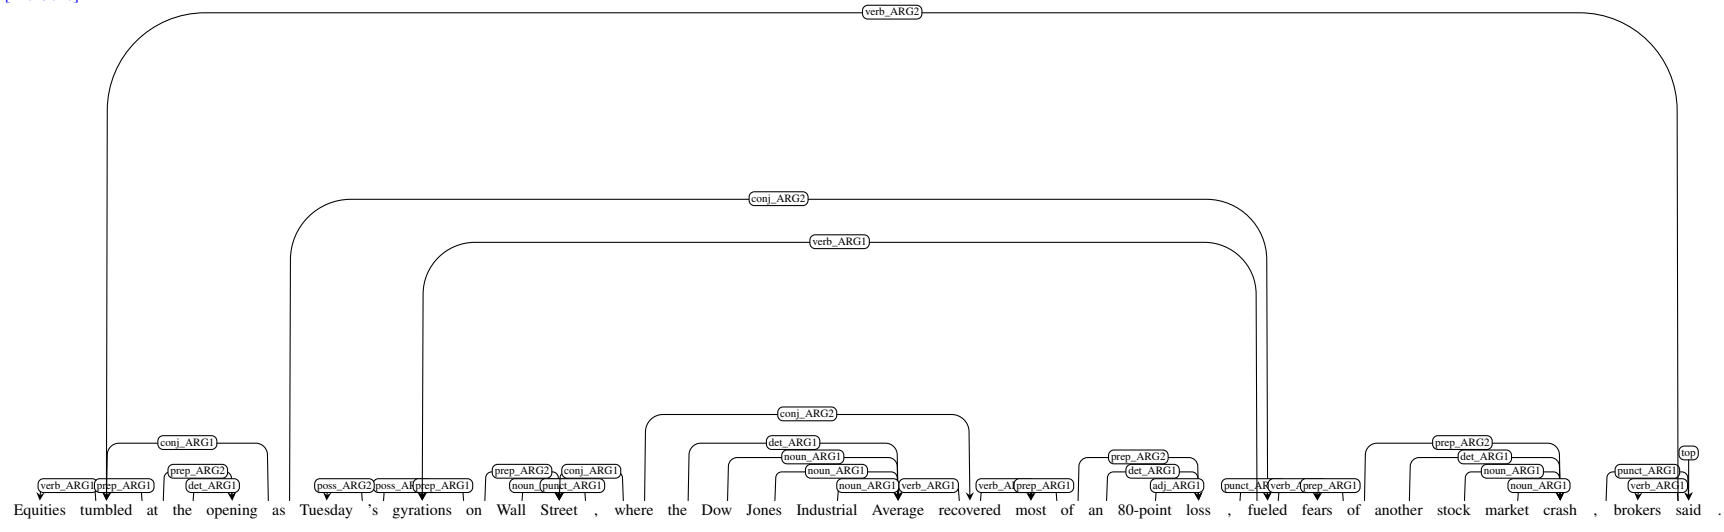 verb_ARG2
conj_ARG2
verb_ARG1
conj_ARG2
conj_ARG1 det_ARG1 prep_ARG2 top
noun_ARG1 prep_ARG2 det_ARG1
prep_ARG2 prep_ARG2 conj_ARG1 noun_ARG1 det_ARG1 noun_ARG1 punct_ARG1
verb_ARG1 prep_ARG1 det_ARG1 poss_ARG2 prep_ARG1 punct_ARG1 noun_ARG1 verb_ARG1 prep_ARG1 adj_ARG1 prep_ARG1 noun_ARG1 verb_ARG1
Equities tumbled at the opening as Tuesday 's gyrations on Wall Street , where the Dow Jones Industrial Average recovered most of an 80-point loss , fueled fears of another stock market crash , brokers said .